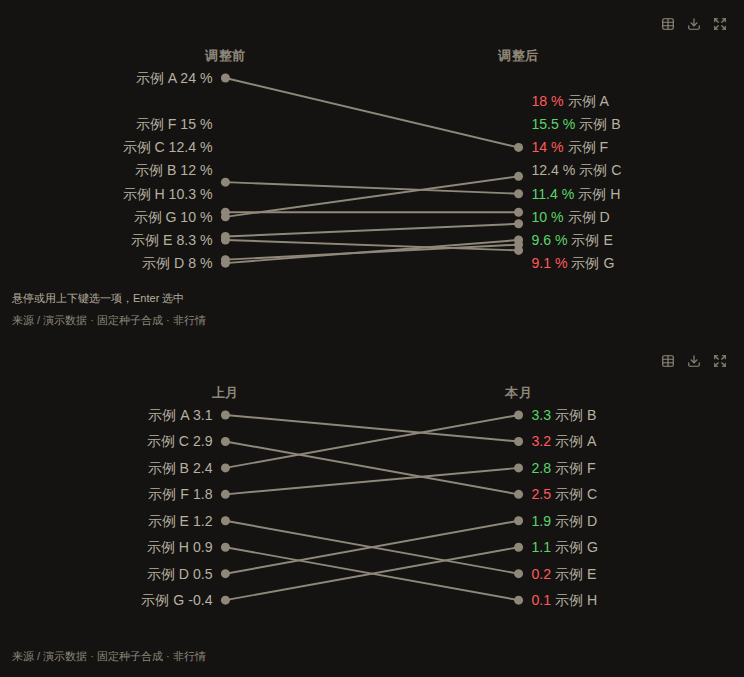 调整前 调整后
示例 A 24 %
18 % 示例 A
示例 F 15 % 15.5 % 示例 B
示例 C 12.4 % 14 % 示例 F
示例 B 12 % 12.4 % 示例 C
示例 H 10.3 % 11.4 % 示例 H
示例 G 10 % 10 % 示例 D
示例 E 8.3 % 9.6 % 示例 E
示例 D 8 % 9.1 % 示例 G
悬停或用上下键选一项，Enter 选中
来源 / 演示数据 · 固定种子合成 · 非行情
上月 本月
示例 A 3.1 3.3 示例 B
示例 C 2.9 3.2 示例 A
示例 B 2.4 2.8 示例 F
示例 F 1.8 2.5 示例 C
示例 E 1.2 1.9 示例 D
示例 H 0.9 1.1 示例 G
示例 D 0.5 0.2 示例 E
示例 G -0.4 0.1 示例 H
来源 / 演示数据 · 固定种子合成 · 非行情